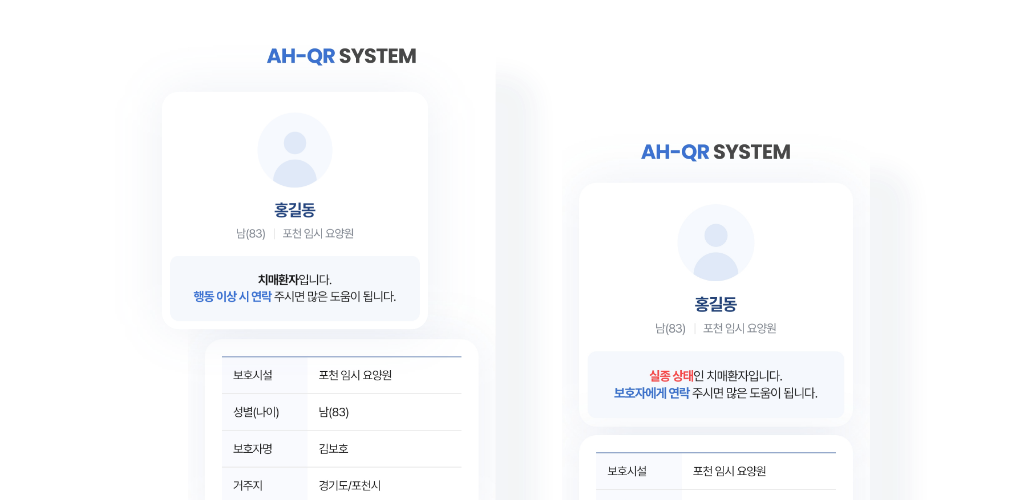 AH-QR SYSTEM
홍길동
남(83) 포천 임시 요양원
치매환자입니다.
행동 이상 시 연락 주시면 많은 도움이 됩니다.
보호시설 포천 임시 요양원
성별(나이) 남(83)
보호자명 김보호
거주지 경기도/포천시
AH-QR SYSTEM
홍길동
남(83) 포천 임시 요양원
실종 상태인 치매환자입니다.
보호자에게 연락 주시면 많은 도움이 됩니다.
보호시설 포천 임시 요양원